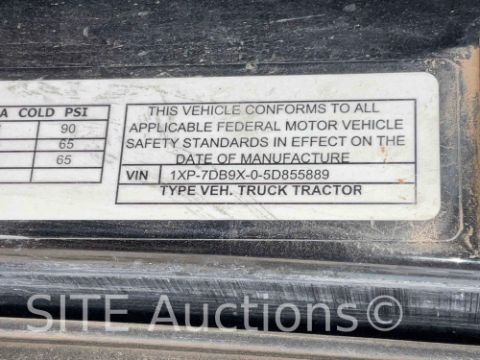 A COLD PSI
90
65
65
THIS VEHICLE CONFORMS TO ALL
APPLICABLE FEDERAL MOTOR VEHICLE
SAFETY STANDARDS IN EFFECT ON THE
DATE OF MANUFACTURE
VIN 1XP-7DB9X-0-5D855889
TYPE VEH. TRUCK TRACTOR
SITE Auctions©